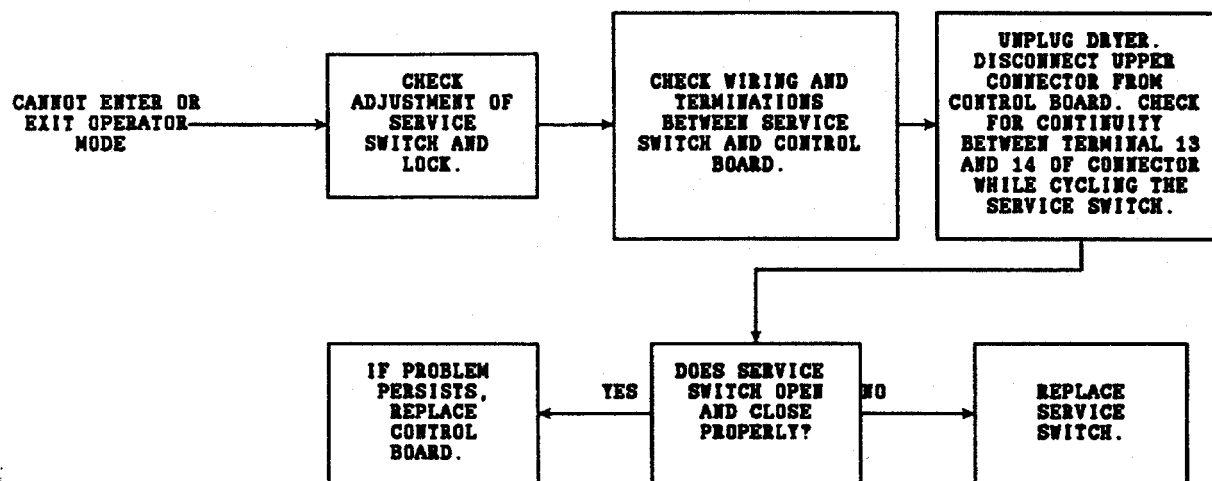 CANNOT ENTER OR
EXIT OPERATOR
MODE
CHECK
ADJUSTMENT OF
SERVICE
SWITCH AND
LOCK.
CHECK WIRING AND
TERMINATIONS
BETWEEN SERVICE
SWITCH AND CONTROL
BOARD.
UNPLUG DRYER.
DISCONNECT UPPER
CONNECTOR FROM
CONTROL BOARD. CHECK
FOR CONTINUITY
BETWEEN TERMINAL 13
AND 14 OF CONNECTOR
WHILE CYCLING THE
SERVICE SWITCH.
IF PROBLEM
PERSISTS,
REPLACE
CONTROL
BOARD.
YES
DOES SERVICE
SWITCH OPEN
AND CLOSE
PROPERLY?
NO
REPLACE
SERVICE
SWITCH.